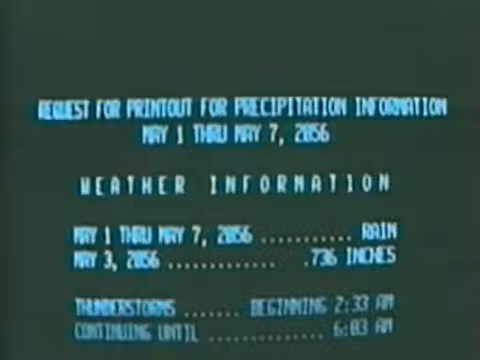 REQUEST FOR PRINTOUT FOR PRECIPITATION INFORMATION
MAY 1 THRU MAY 7, 2056
WEATHER INFORMATION
MAY 1 THRU MAY 7, 2056 ........... RAIN
MAY 3, 2056 ............. .736 INCHES
THUNDERSTORMS ....... BEGINNING 2:33 AM
CONTINUING UNTIL ............... 6:03 AM